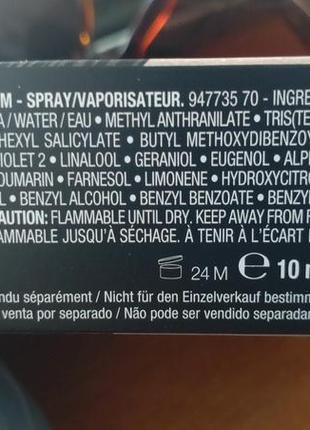 M - SPRAY/VAPORISATEUR. 947735 70 - INGRE
A / WATER / EAU • METHYL ANTHRANILATE • TRIS(TE
HEXYL SALICYLATE • BUTYL METHOXYDIBENZO
IOLET 2 • LINALOOL • GERANIOL • EUGENOL • ALP
OUMARIN • FARNESOL • LIMONENE • HYDROXYCITRO
L • BENZYL ALCOHOL • BENZYL BENZOATE • BENZY
AUTION: FLAMMABLE UNTIL DRY. KEEP AWAY FROM F
AMMABLE JUSQU'À SÉCHAGE. À TENIR À L'ÉCART
24 M e 10 m
ndu séparément / Nicht für den Einzelverkauf bestimm
venta por separado / Não pode ser vendido separada